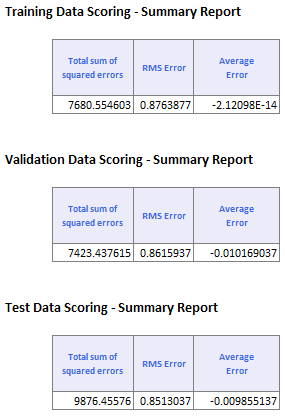 Training Data Scoring - Summary Report
Total sum of squared errors RMS Error Average Error
7680.554603 0.8763877 -2.12098E-14
Validation Data Scoring - Summary Report
Total sum of squared errors RMS Error Average Error
7423.437615 0.8615937 -0.010169037
Test Data Scoring - Summary Report
Total sum of squared errors RMS Error Average Error
9876.45576 0.8513037 -0.009855137